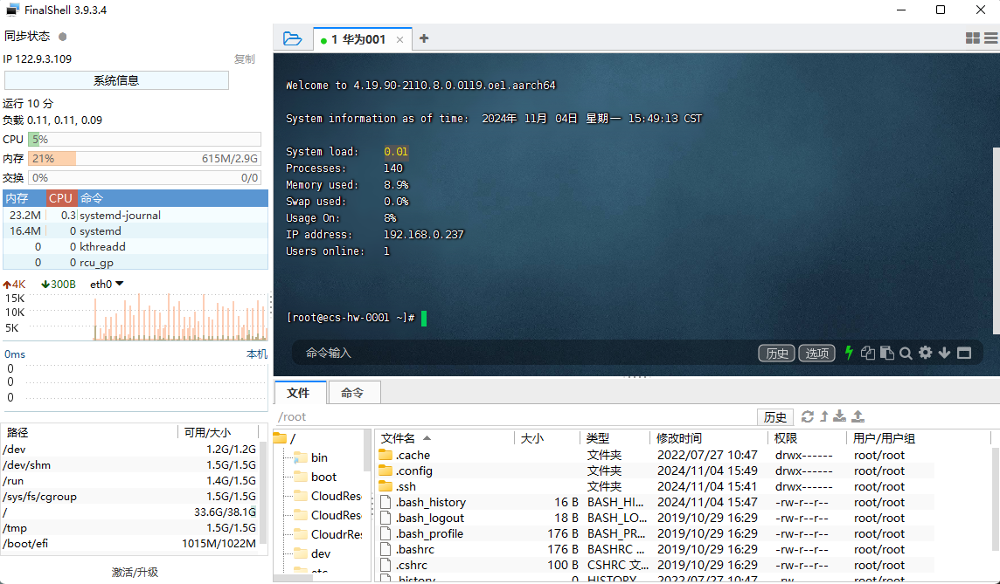 FinalShell 3.9.3.4
同步状态
IP 122.9.3.109
复制
系统信息
运行 10 分
负载 0.11, 0.11, 0.09
CPU 5%
内存 21% 615M/2.9G
交换 0% 0/0
内存 CPU 命令
23.2M 0.3 systemd-journal
16.4M 0 systemd
0 0 kthreadd
0 0 rcu_gp
4K 300B eth0
15K
10K
5K
0ms 本机
0
0
0
路径 可用/大小
/dev 1.2G/1.2G
/dev/shm 1.5G/1.5G
/run 1.4G/1.5G
/sys/fs/cgroup 1.5G/1.5G
/ 33.6G/38.1G
/tmp 1.5G/1.5G
/boot/efi 1015M/1022M
激活/升级
1 华为001
Welcome to 4.19.90-2110.8.0.0119.oe1.aarch64
System information as of time: 2024年 11月 04日 星期一 15:49:13 CST
System load: 0.01
Processes: 140
Memory used: 8.9%
Swap used: 0.0%
Usage On: 8%
IP address: 192.168.0.237
Users online: 1
[root@ecs-hw-0001 ~]#
命令输入
历史 选项
文件 命令
/root
历史
/
bin
boot
CloudRes
CloudRes
CloudrRes
dev
etc
文件名 大小 类型 修改时间 权限 用户/用户组
.cache 文件夹 2022/07/27 10:47 drwx------ root/root
.config 文件夹 2024/11/04 15:49 drwx------ root/root
.ssh 文件夹 2024/11/04 15:41 drwx------ root/root
.bash_history 16 B BASH_HI... 2024/11/04 15:47 -rw-r--r-- root/root
.bash_logout 18 B BASH_LO... 2019/10/29 16:29 -rw-r--r-- root/root
.bash_profile 176 B BASH_PR... 2019/10/29 16:29 -rw-r--r-- root/root
.bashrc 176 B BASHRC ... 2019/10/29 16:29 -rw-r--r-- root/root
.cshrc 100 B CSHRC 文... 2019/10/29 16:29 -rw-r--r-- root/root
.history 0 HISTORY